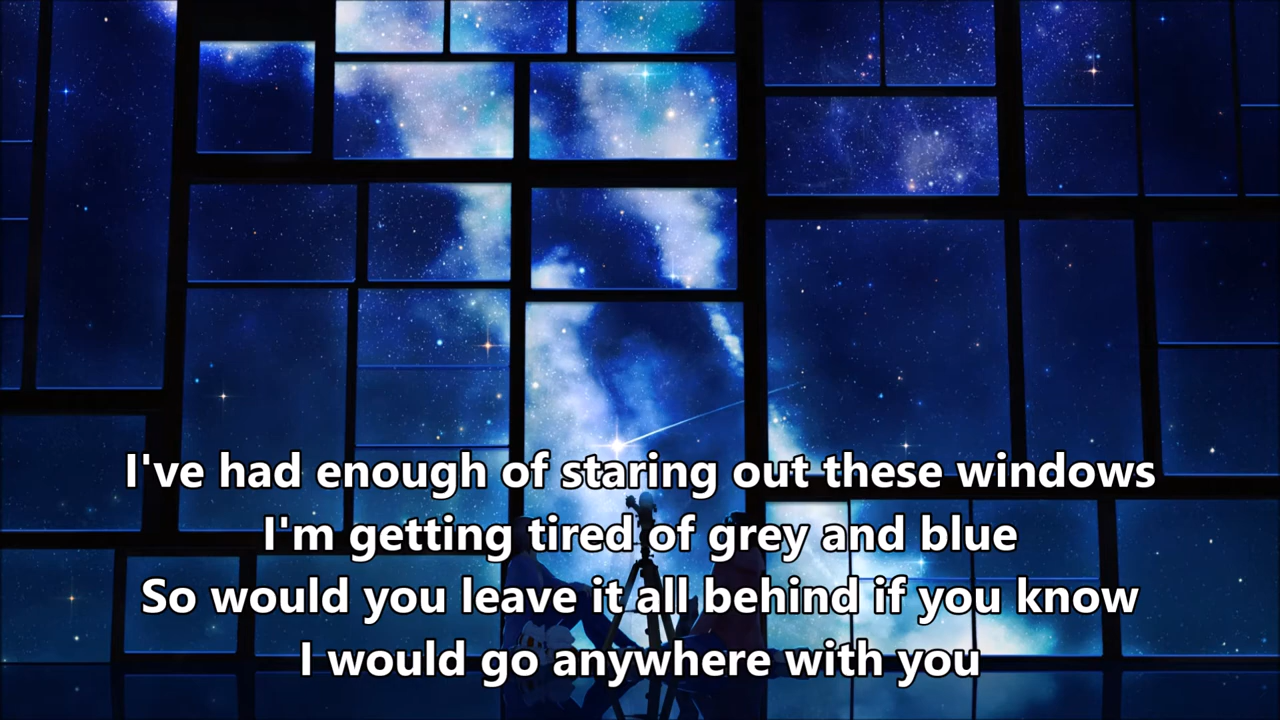 I've had enough of staring out these windows
I'm getting tired of grey and blue
So would you leave it all behind if you know
I would go anywhere with you